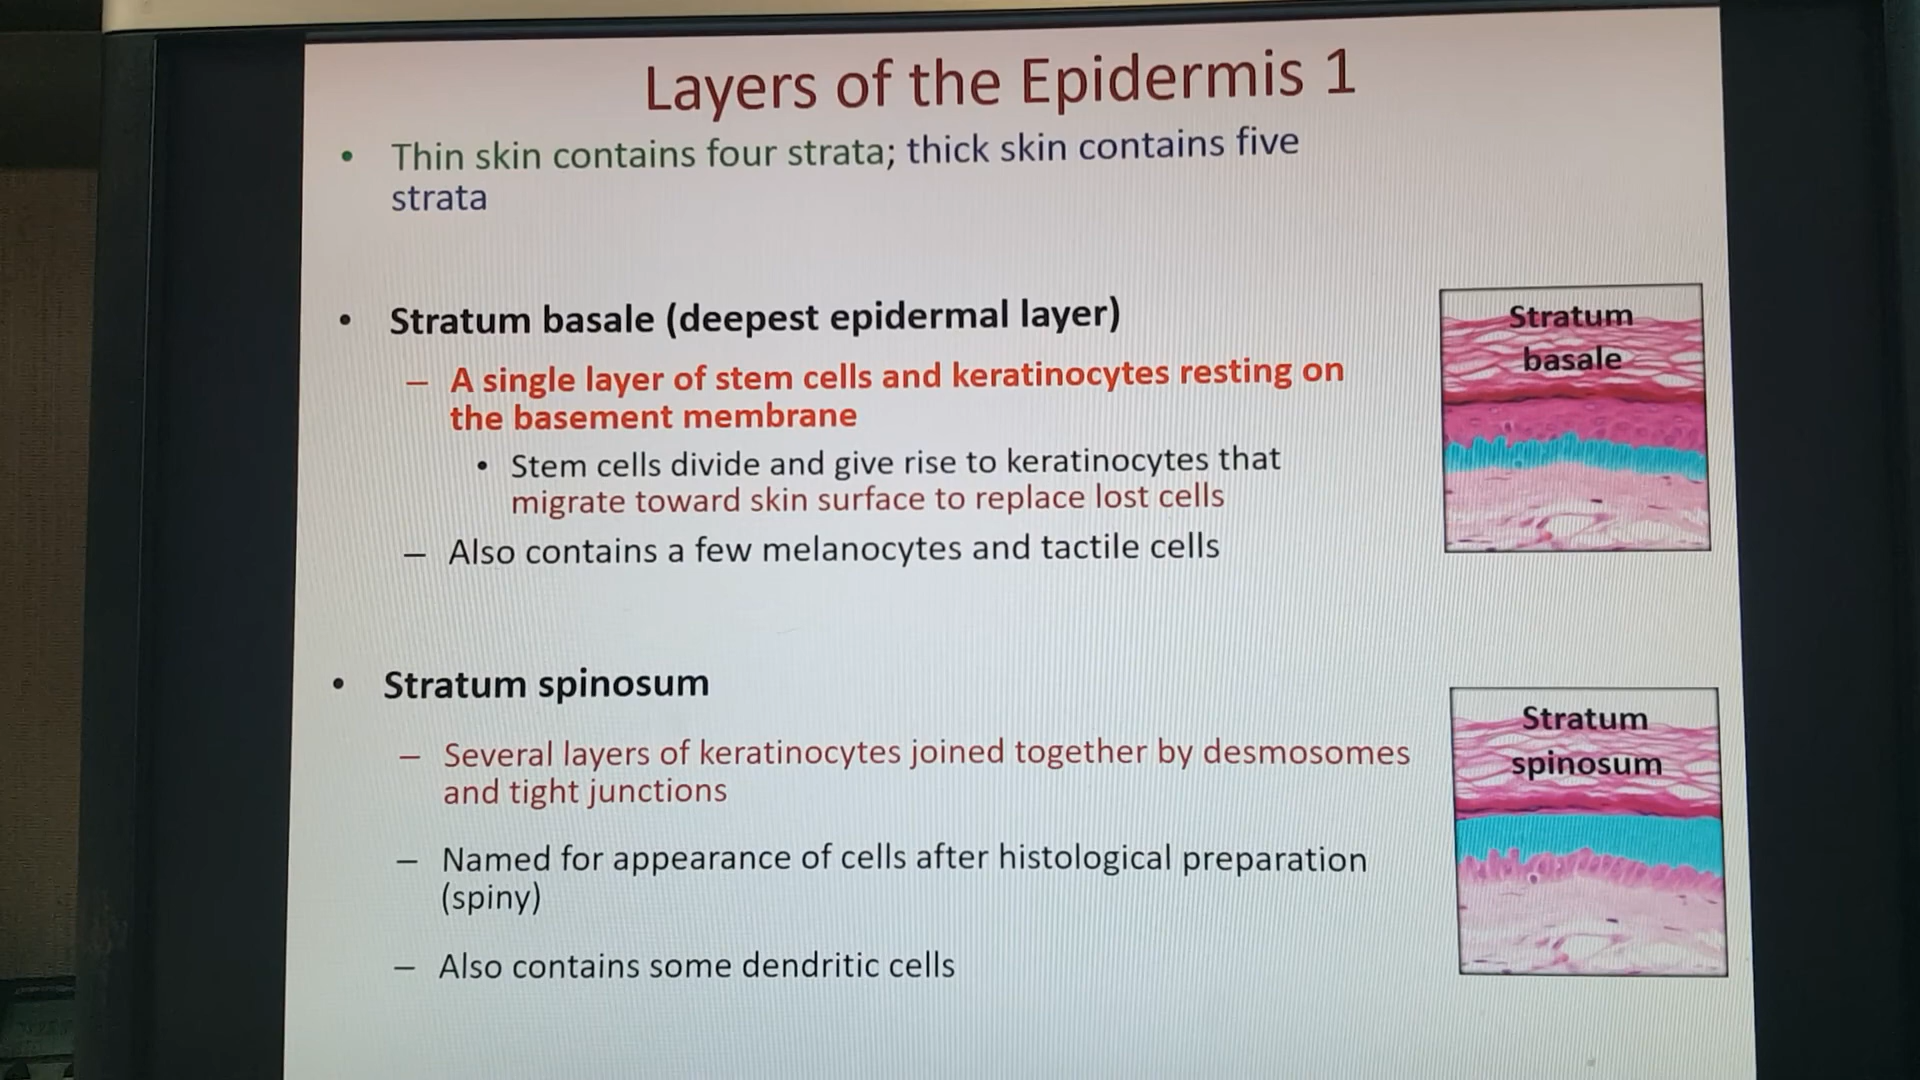 Layers of the Epidermis 1
• Thin skin contains four strata; thick skin contains five
strata
• Stratum basale (deepest epidermal layer)
– A single layer of stem cells and keratinocytes resting on
the basement membrane
• Stem cells divide and give rise to keratinocytes that
migrate toward skin surface to replace lost cells
– Also contains a few melanocytes and tactile cells
Stratum
basale
• Stratum spinosum
– Several layers of keratinocytes joined together by desmosomes
and tight junctions
– Named for appearance of cells after histological preparation
(spiny)
– Also contains some dendritic cells
Stratum
spinosum